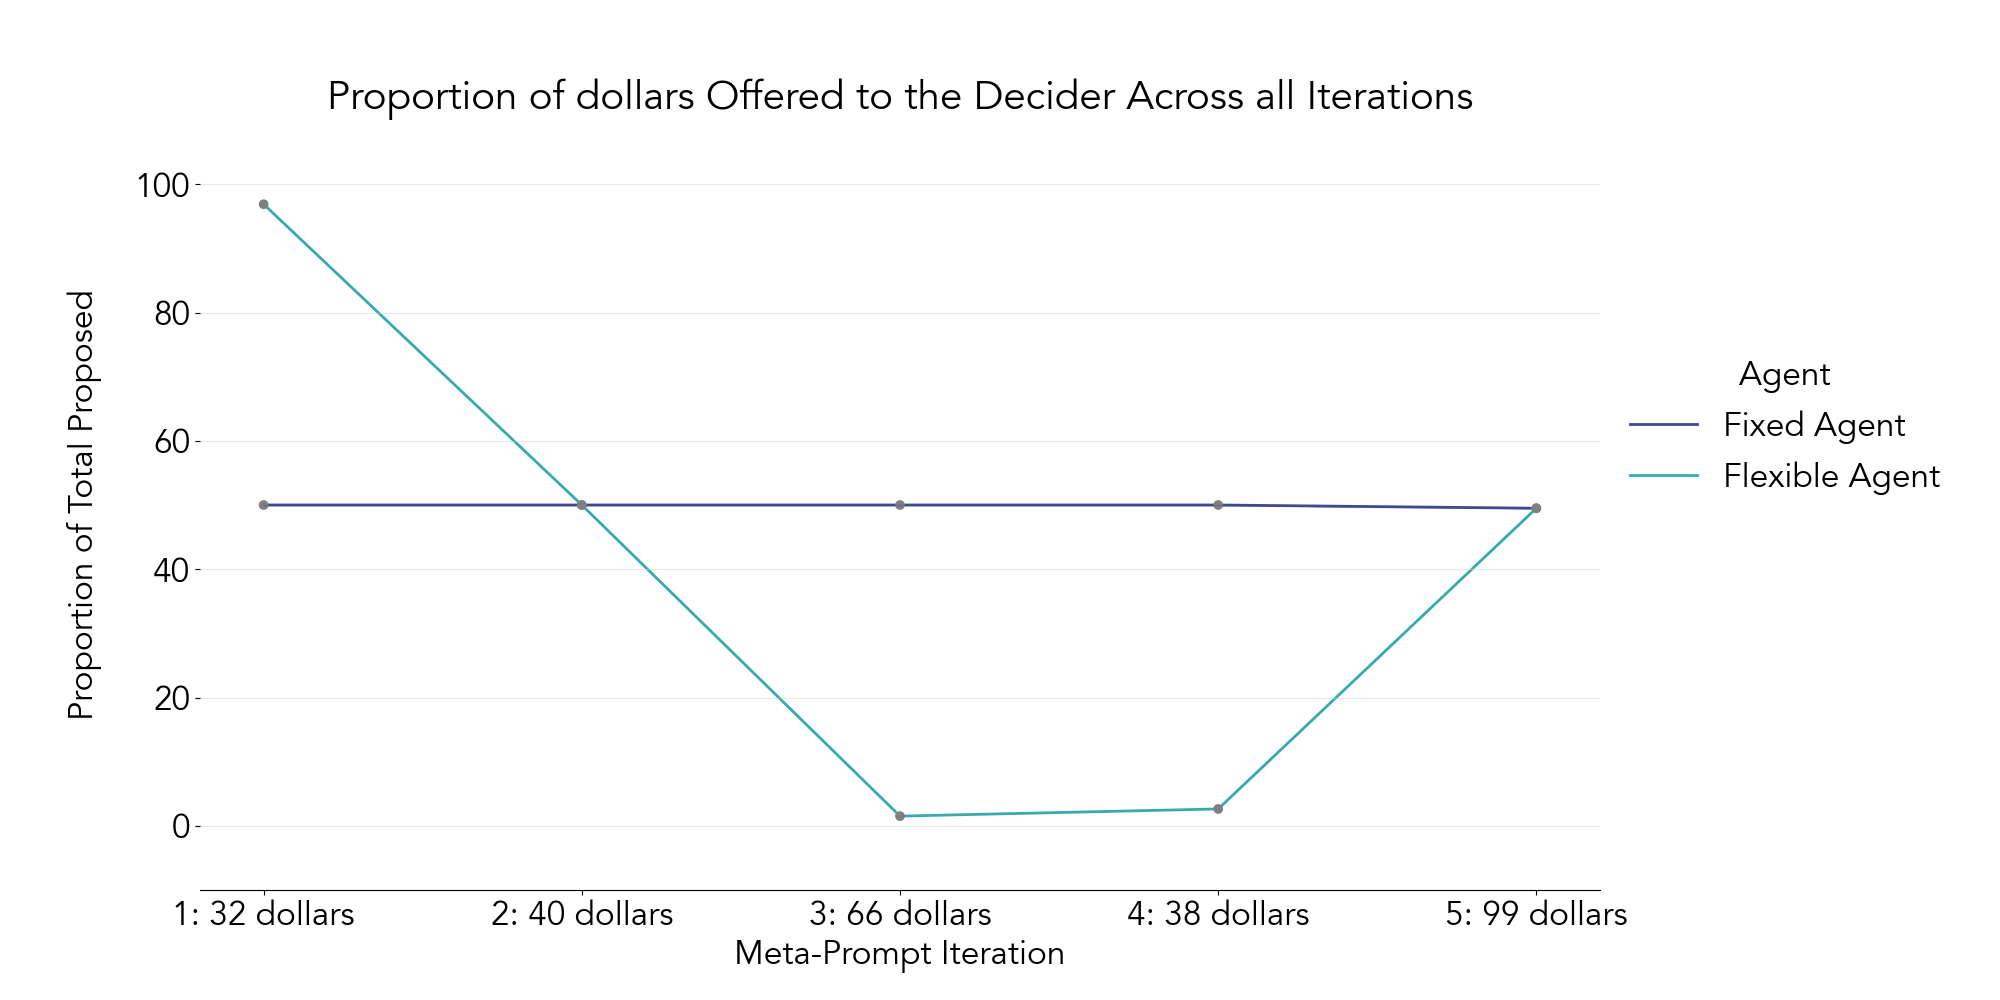 Proportion of dollars Offered to the Decider Across all Iterations
Proportion of Total Proposed
100
80
60
40
20
0
1: 32 dollars
2: 40 dollars
3: 66 dollars
4: 38 dollars
5: 99 dollars
Meta-Prompt Iteration
Agent
Fixed Agent
Flexible Agent